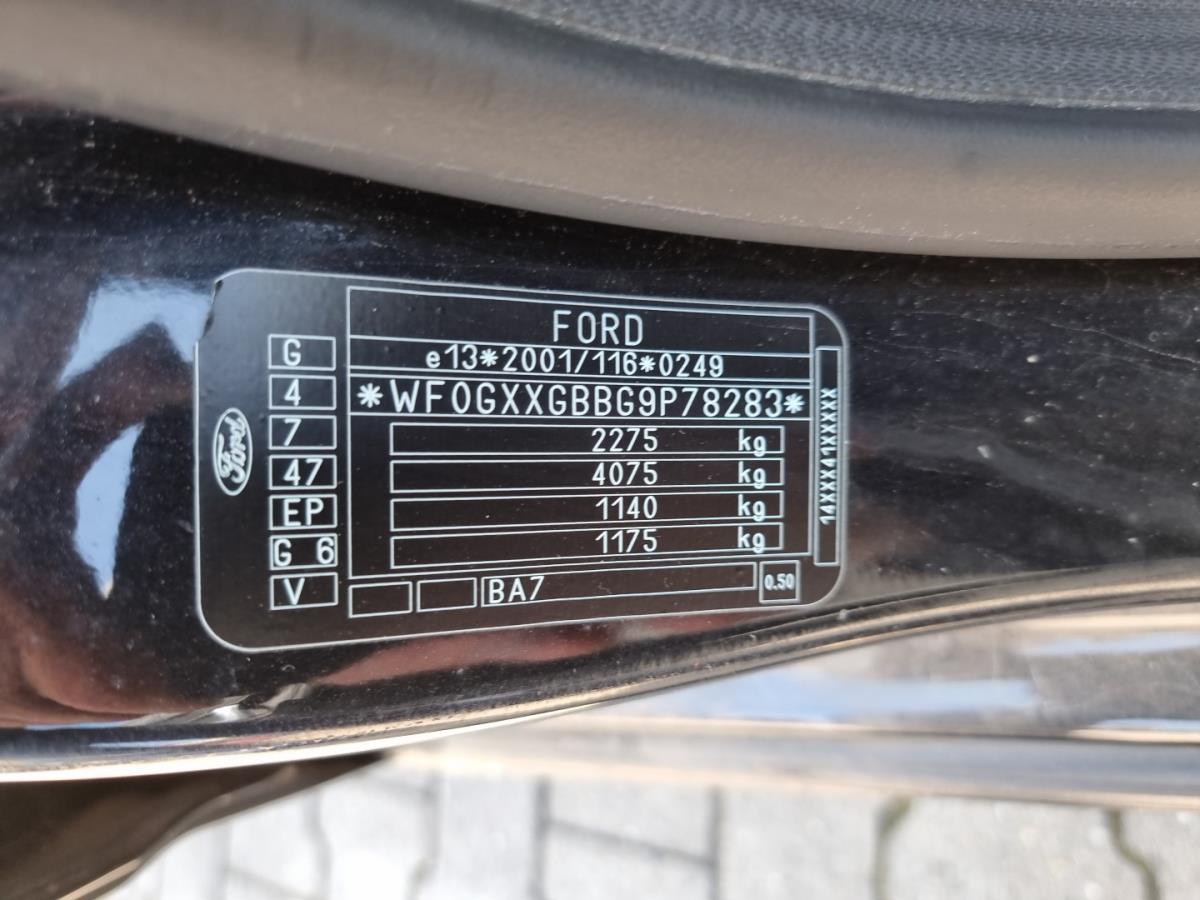 FORD
e13*2001/116*0249
*WF0GXXGBBG9P78283*
2275 kg
4075 kg
1140 kg
1175 kg
BA7
0.50
G
4
7
47
EP
G 6
V
Ford
14XXX41XXXXX